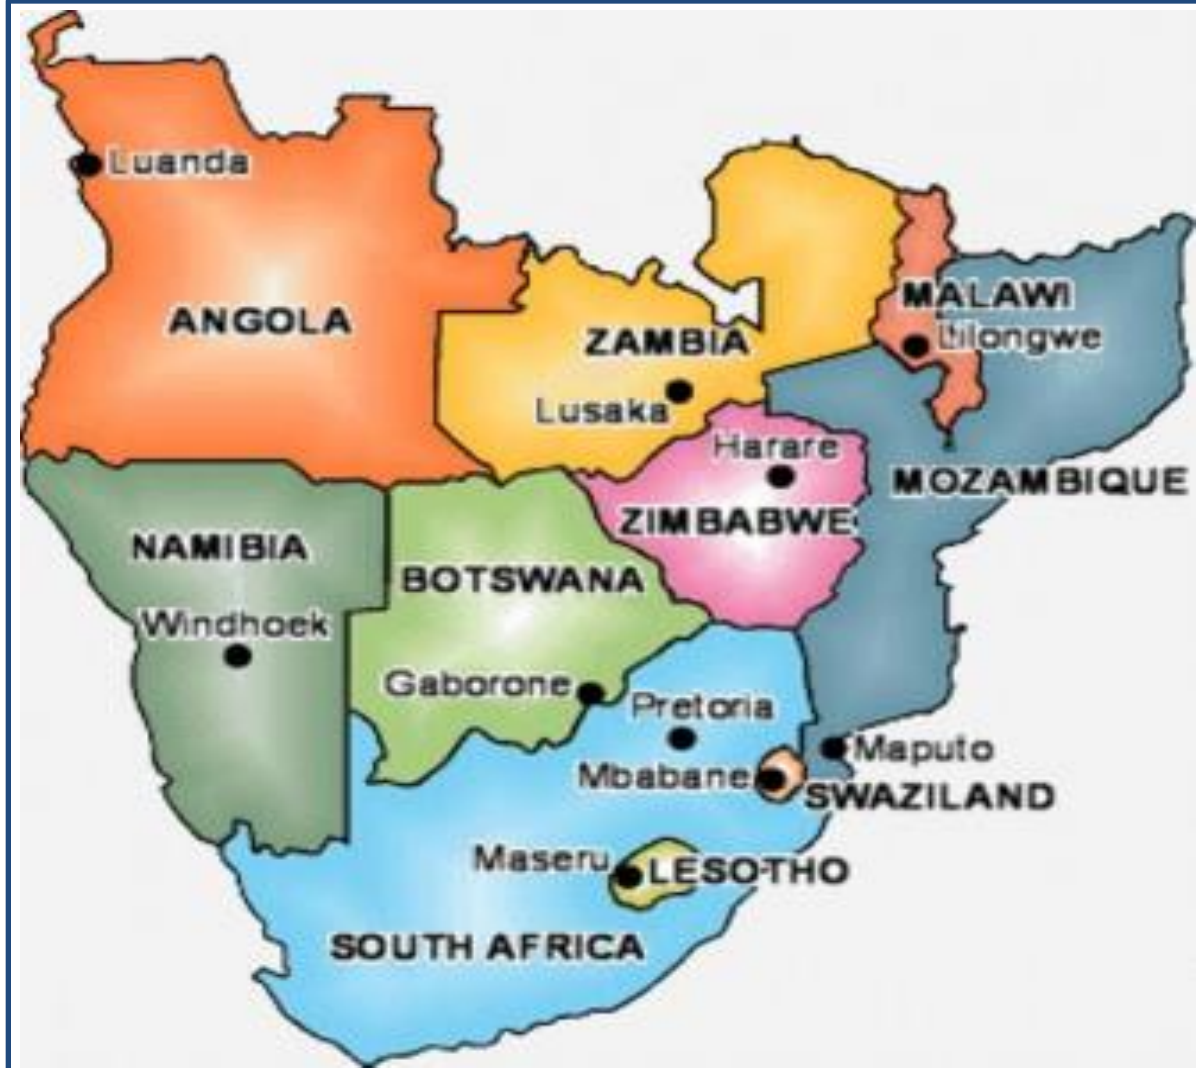 Luanda
ANGOLA
MALAWI
Lilongwe
ZAMBIA
Lusaka
Harare
MOZAMBIQUE
ZIMBABWE
NAMIBIA
BOTSWANA
Windhoek
Gaborone
Pretoria
Maputo
Mbabane
SWAZILAND
Maseru
LESOTHO
SOUTH AFRICA